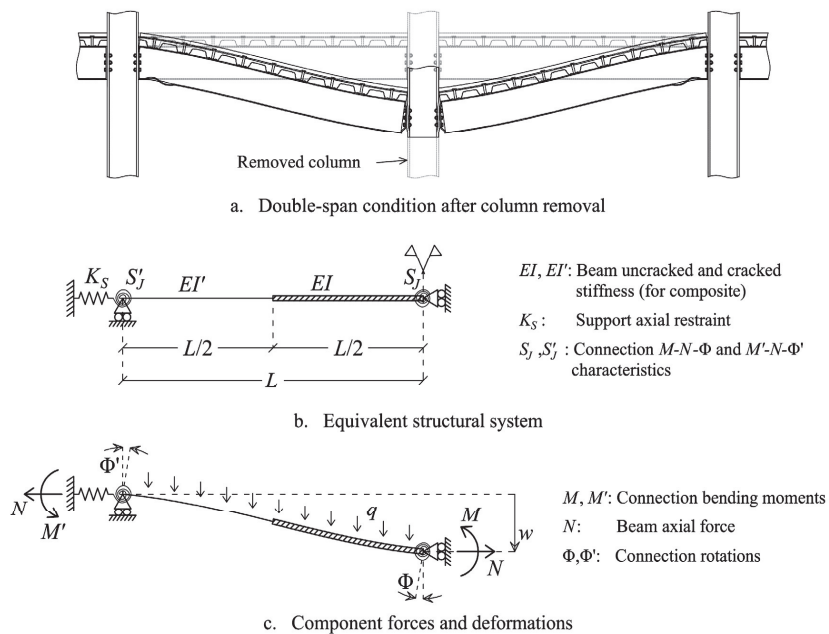 Removed column
a. Double-span condition after column removal
K_S S'_J EI' EI S_J
L/2 L/2
L
EI, EI': Beam uncracked and cracked
stiffness (for composite)
K_S : Support axial restraint
S_J ,S'_J : Connection M-N-Φ and M'-N-Φ'
characteristics
b. Equivalent structural system
Φ'
N M' q w M N
Φ
M, M': Connection bending moments
N: Beam axial force
Φ,Φ': Connection rotations
c. Component forces and deformations